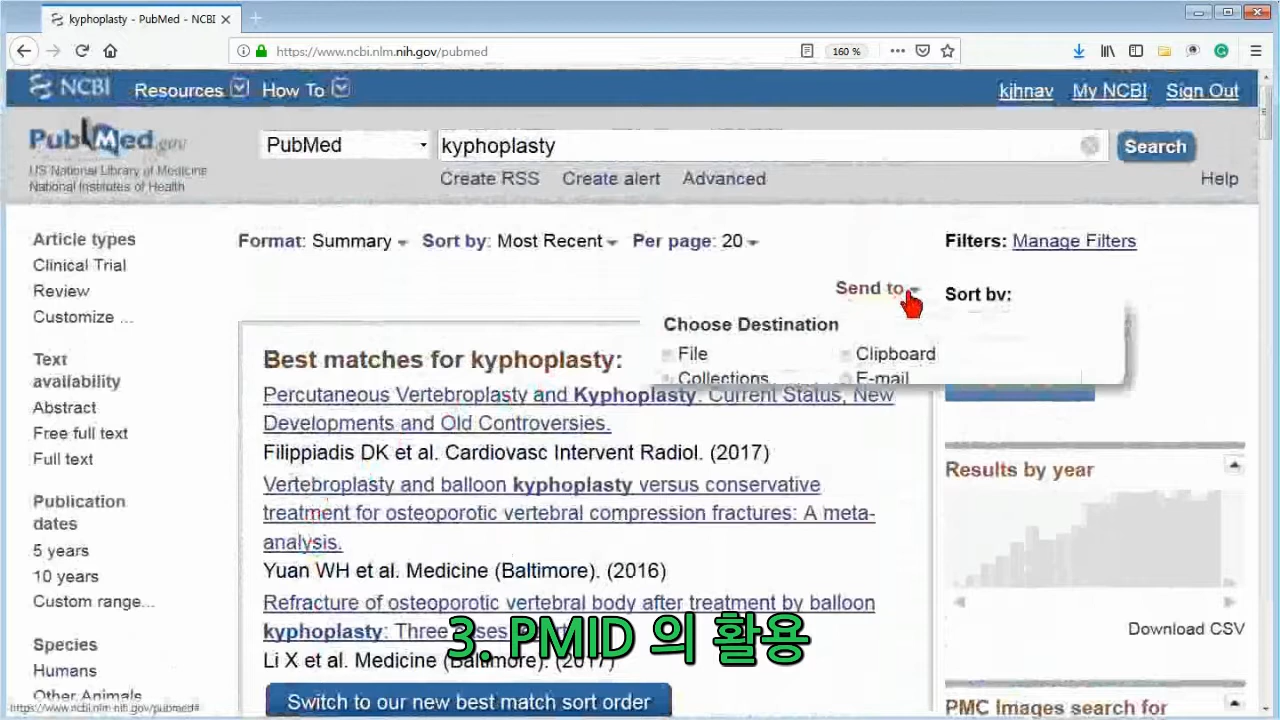 kyphoplasty - PubMed - NCBI
https://www.ncbi.nlm.nih.gov/pubmed
160 %
NCBI Resources How To
kjhnav My NCBI Sign Out
PubMed.gov
US National Library of Medicine
National Institutes of Health
PubMed
kyphoplasty
Search
Create RSS Create alert Advanced
Help
Article types
Clinical Trial
Review
Customize ...
Text
availability
Abstract
Free full text
Full text
Publication
dates
5 years
10 years
Custom range...
Species
Humans
Other Animals
Format: Summary Sort by: Most Recent Per page: 20
Send to
Choose Destination
File Clipboard
Collections E-mail
Best matches for kyphoplasty:
Percutaneous Vertebroplasty and Kyphoplasty: Current Status, New
Developments and Old Controversies.
Filippiadis DK et al. Cardiovasc Intervent Radiol. (2017)
Vertebroplasty and balloon kyphoplasty versus conservative
treatment for osteoporotic vertebral compression fractures: A meta-
analysis.
Yuan WH et al. Medicine (Baltimore). (2016)
Refracture of osteoporotic vertebral body after treatment by balloon
kyphoplasty: Three
Li X et al. Medicine (Baltimore). (2017)
Switch to our new best match sort order
Filters: Manage Filters
Sort by:
Results by year
Download CSV
PMC Images search for
3. PMID 의 활용
https://www.ncbi.nlm.nih.gov/pubmed#